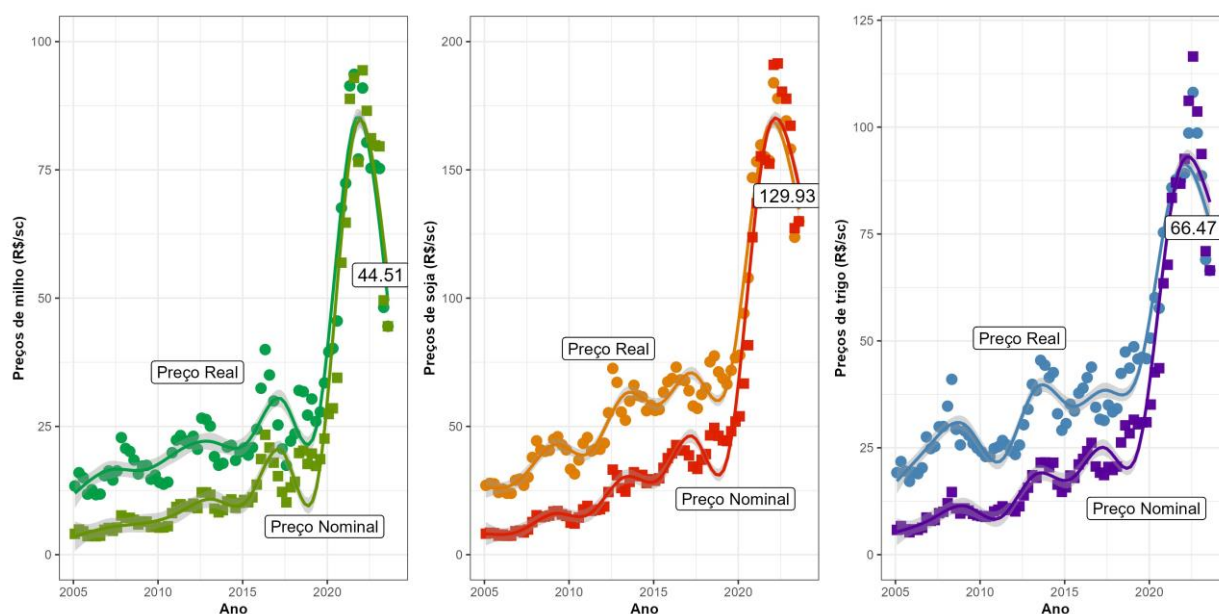 Preços de milho (R$/sc)
100
75
50
25
0
44.51
Preço Real
Preço Nominal
2005
2010
2015
2020
Ano
Preços de soja (R$/sc)
200
150
100
50
0
129.93
Preço Real
Preço Nominal
2005
2010
2015
2020
Ano
Preços de trigo (R$/sc)
125
100
75
50
25
0
66.47
Preço Real
Preço Nominal
2005
2010
2015
2020
Ano